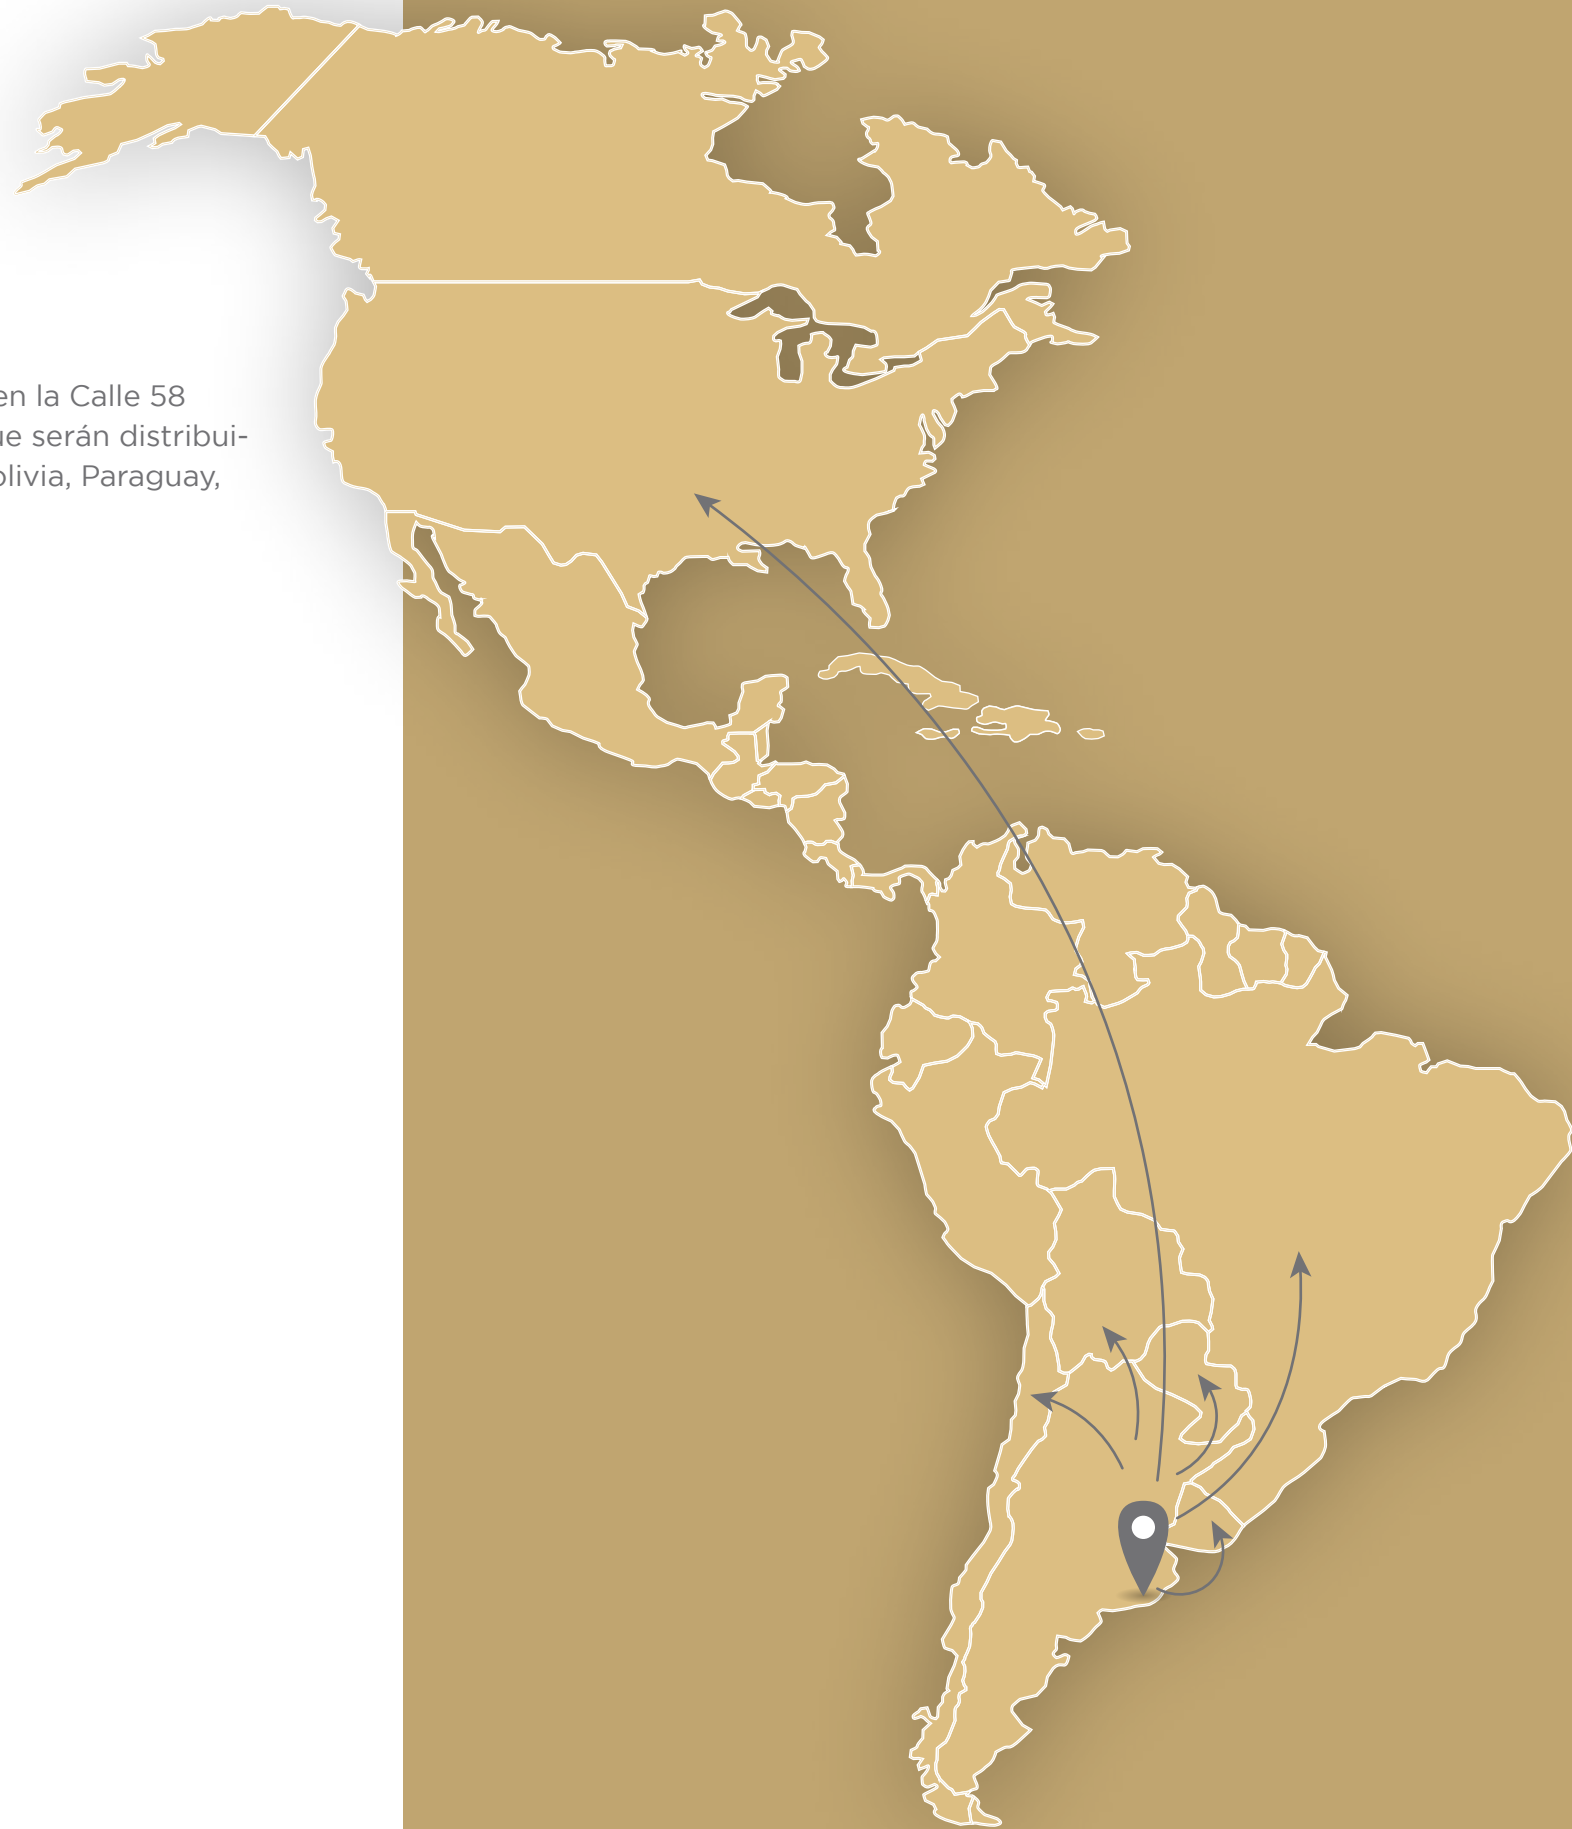 en la Calle 58
ue serán distribui-
olivia, Paraguay,